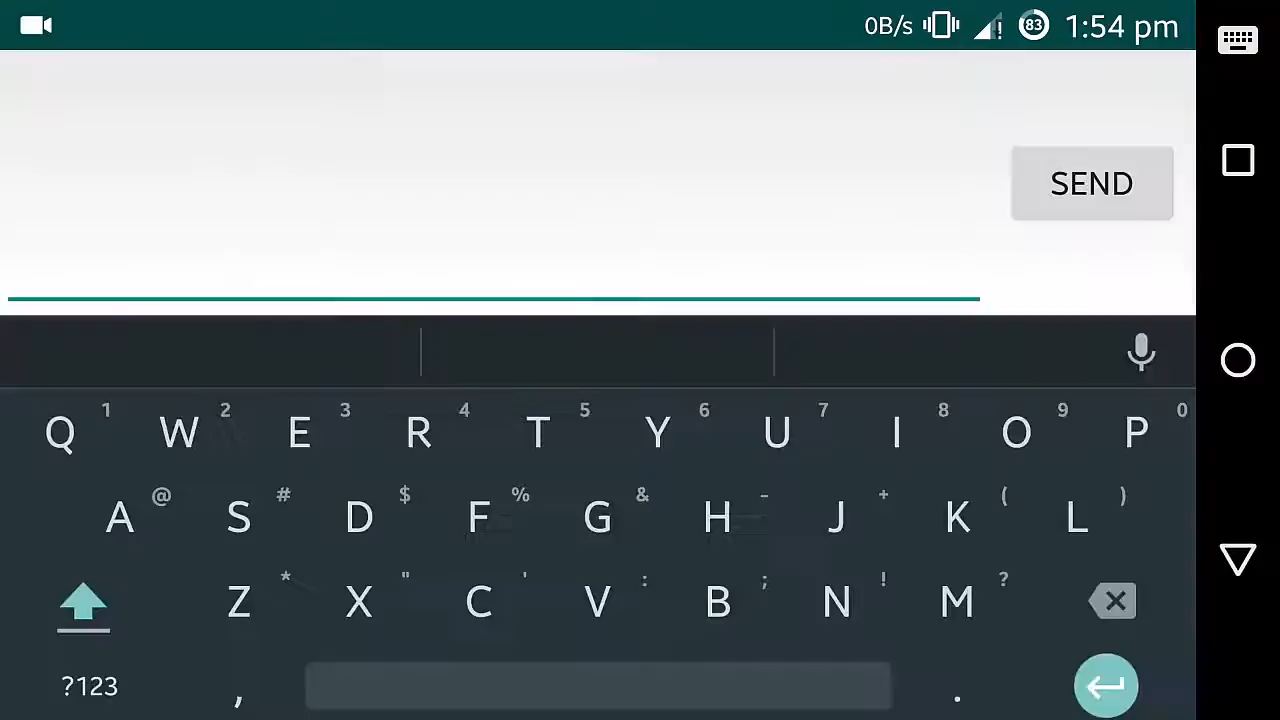 0B/s 83 1:54 pm
SEND
Q 1 W 2 E 3 R 4 T 5 Y 6 U 7 I 8 O 9 P 0
A @ S # D $ F % G & H - J + K ( L )
Z * X " C ' V : B ; N ! M ?
?123 , .